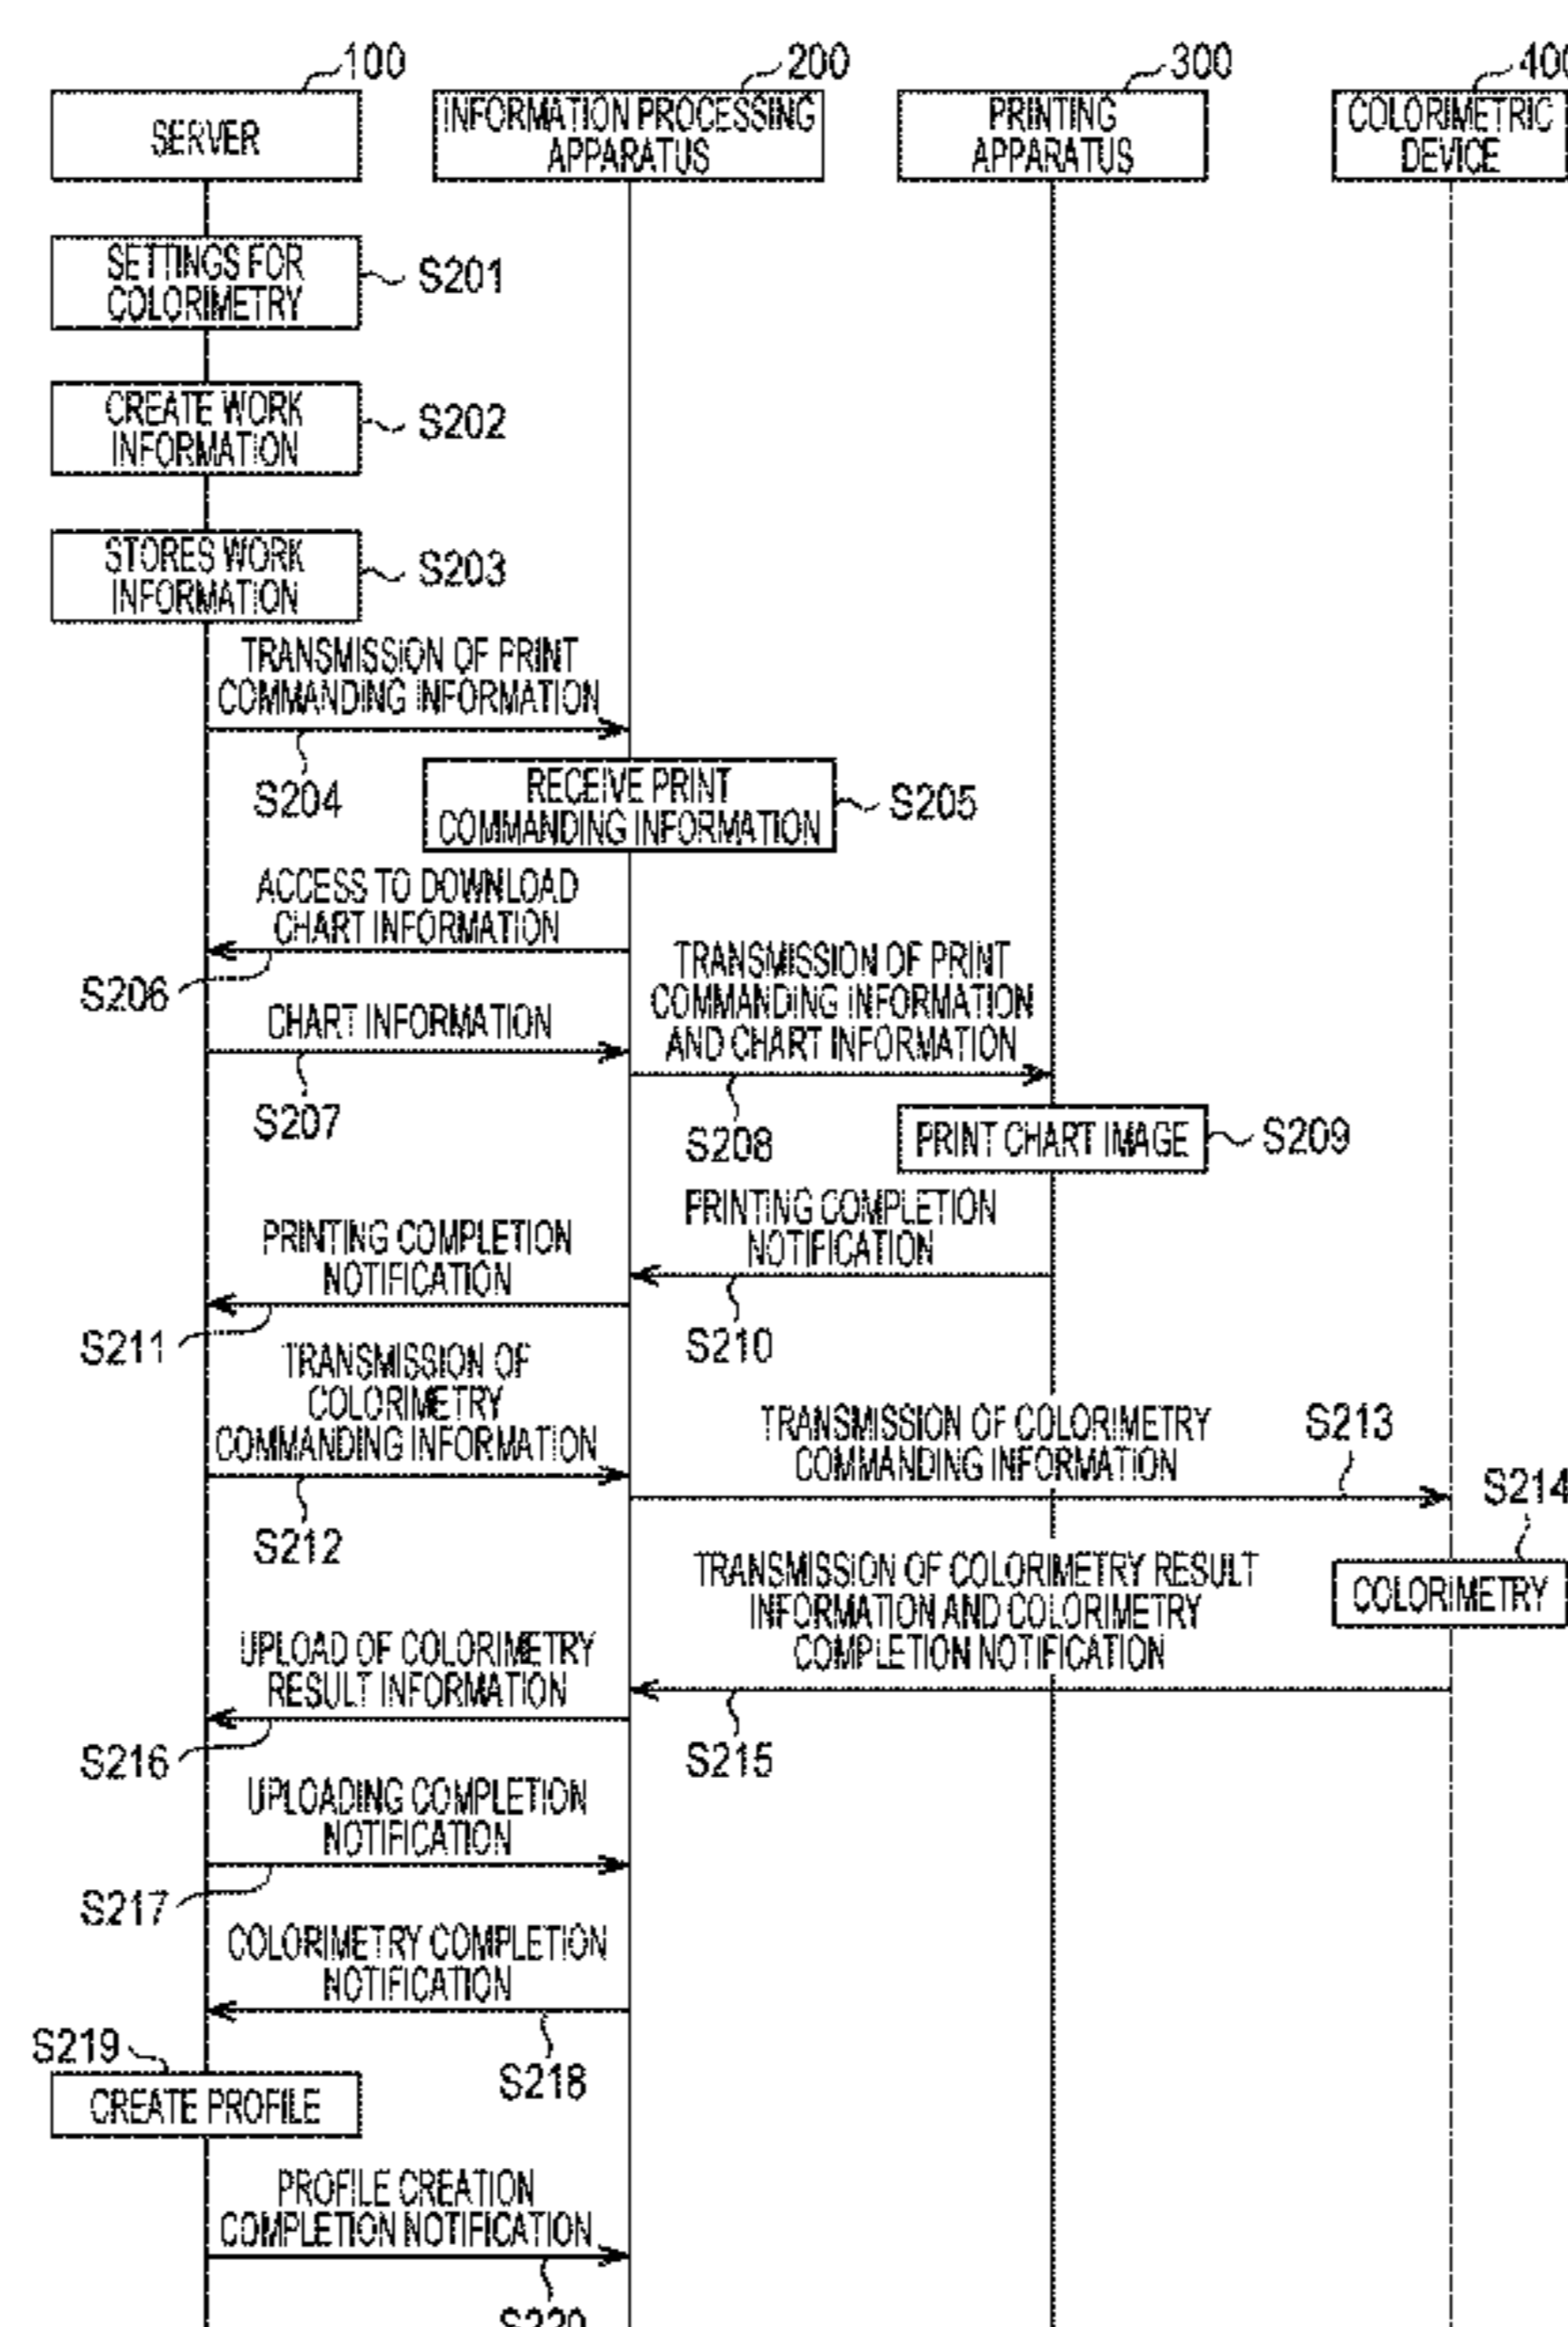 100
200
300
400
SERVER
INFORMATION PROCESSING
APPARATUS
PRINTING
APPARATUS
COLORIMETRIC
DEVICE
SETTINGS FOR
COLORIMETRY
S201
CREATE WORK
INFORMATION
S202
STORES WORK
INFORMATION
S203
TRANSMISSION OF PRINT
COMMANDING INFORMATION
S204
RECEIVE PRINT
COMMANDING INFORMATION
S205
ACCESS TO DOWNLOAD
CHART INFORMATION
S206
CHART INFORMATION
S207
TRANSMISSION OF PRINT
COMMANDING INFORMATION
AND CHART INFORMATION
S208
PRINT CHART IMAGE
S209
PRINTING COMPLETION
NOTIFICATION
S210
PRINTING COMPLETION
NOTIFICATION
S211
TRANSMISSION OF
COLORIMETRY
COMMANDING INFORMATION
S212
TRANSMISSION OF COLORIMETRY
COMMANDING INFORMATION
S213
S214
COLORIMETRY
TRANSMISSION OF COLORIMETRY RESULT
INFORMATION AND COLORIMETRY
COMPLETION NOTIFICATION
S215
UPLOAD OF COLORIMETRY
RESULT INFORMATION
S216
UPLOADING COMPLETION
NOTIFICATION
S217
COLORIMETRY COMPLETION
NOTIFICATION
S218
S219
CREATE PROFILE
PROFILE CREATION
COMPLETION NOTIFICATION
S220